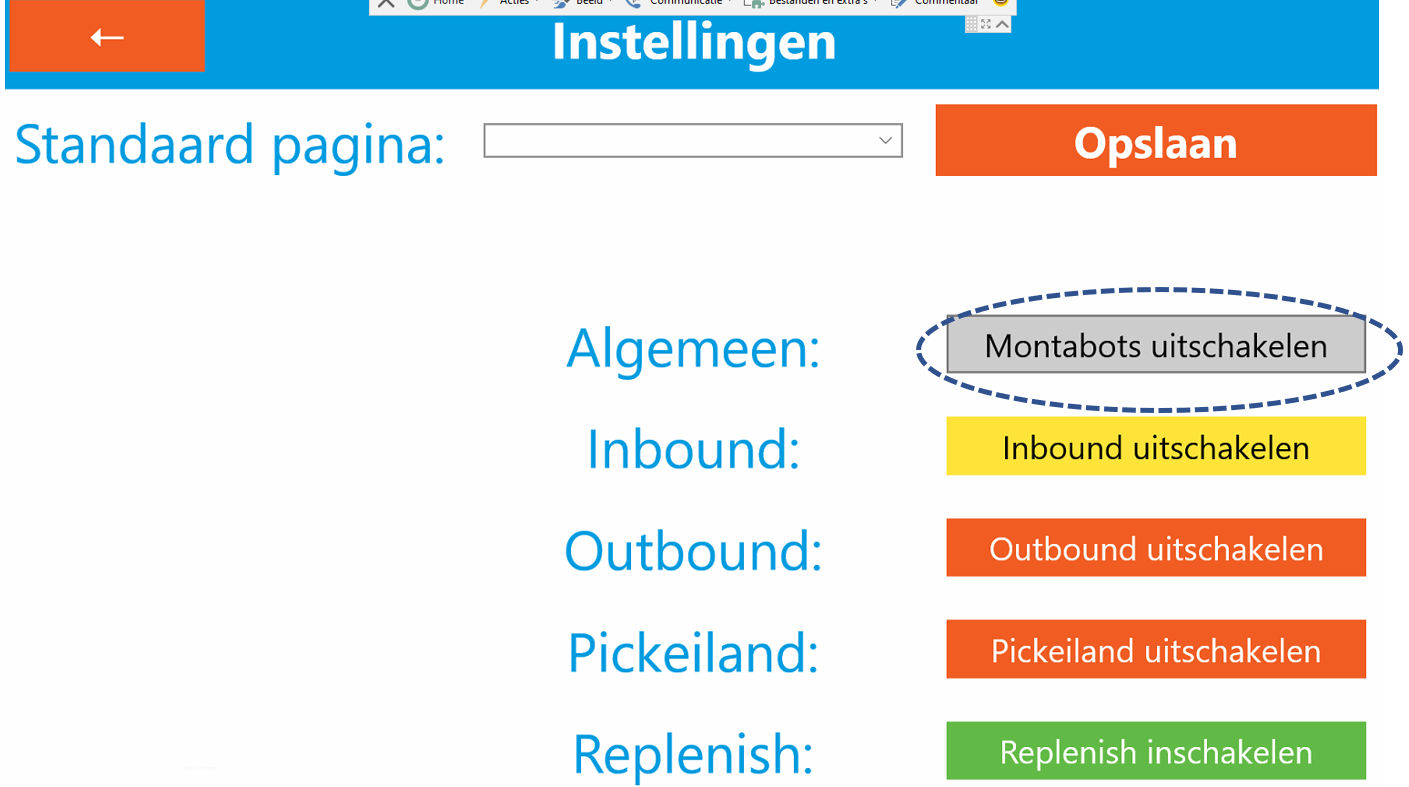 Home Acties Beeld Communicatie Bestanden en extra's Commentaar
Instellingen
Standaard pagina:
Opslaan
Algemeen:
Montabots uitschakelen
Inbound:
Inbound uitschakelen
Outbound:
Outbound uitschakelen
Pickeiland:
Pickeiland uitschakelen
Replenish:
Replenish inschakelen